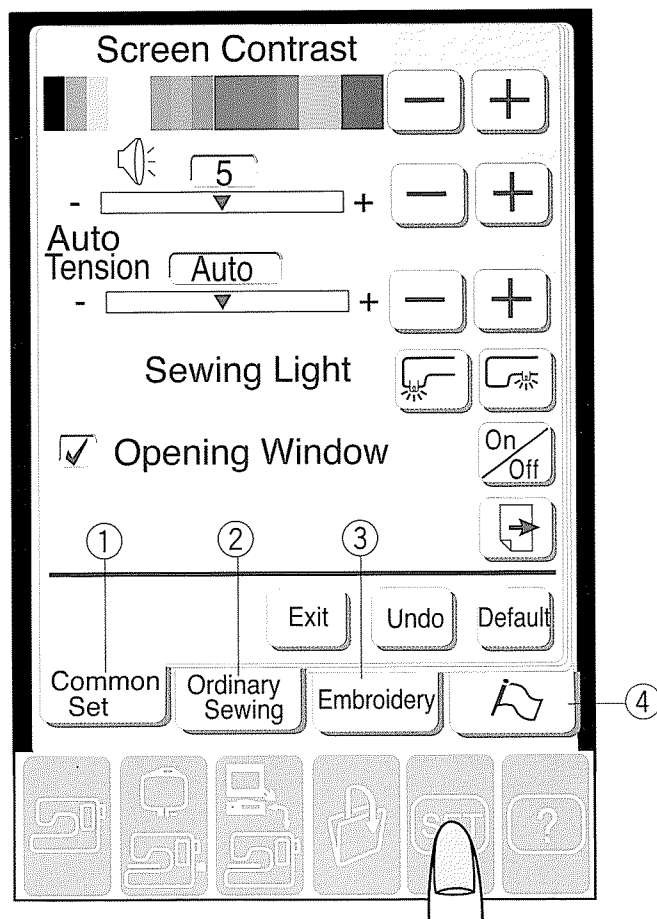 Screen Contrast
5
- +
Auto
Tension Auto
- +
Sewing Light
Opening Window On/Off
① ② ③
Exit Undo Default
Common Set
Ordinary Sewing
Embroidery
④
SET ?